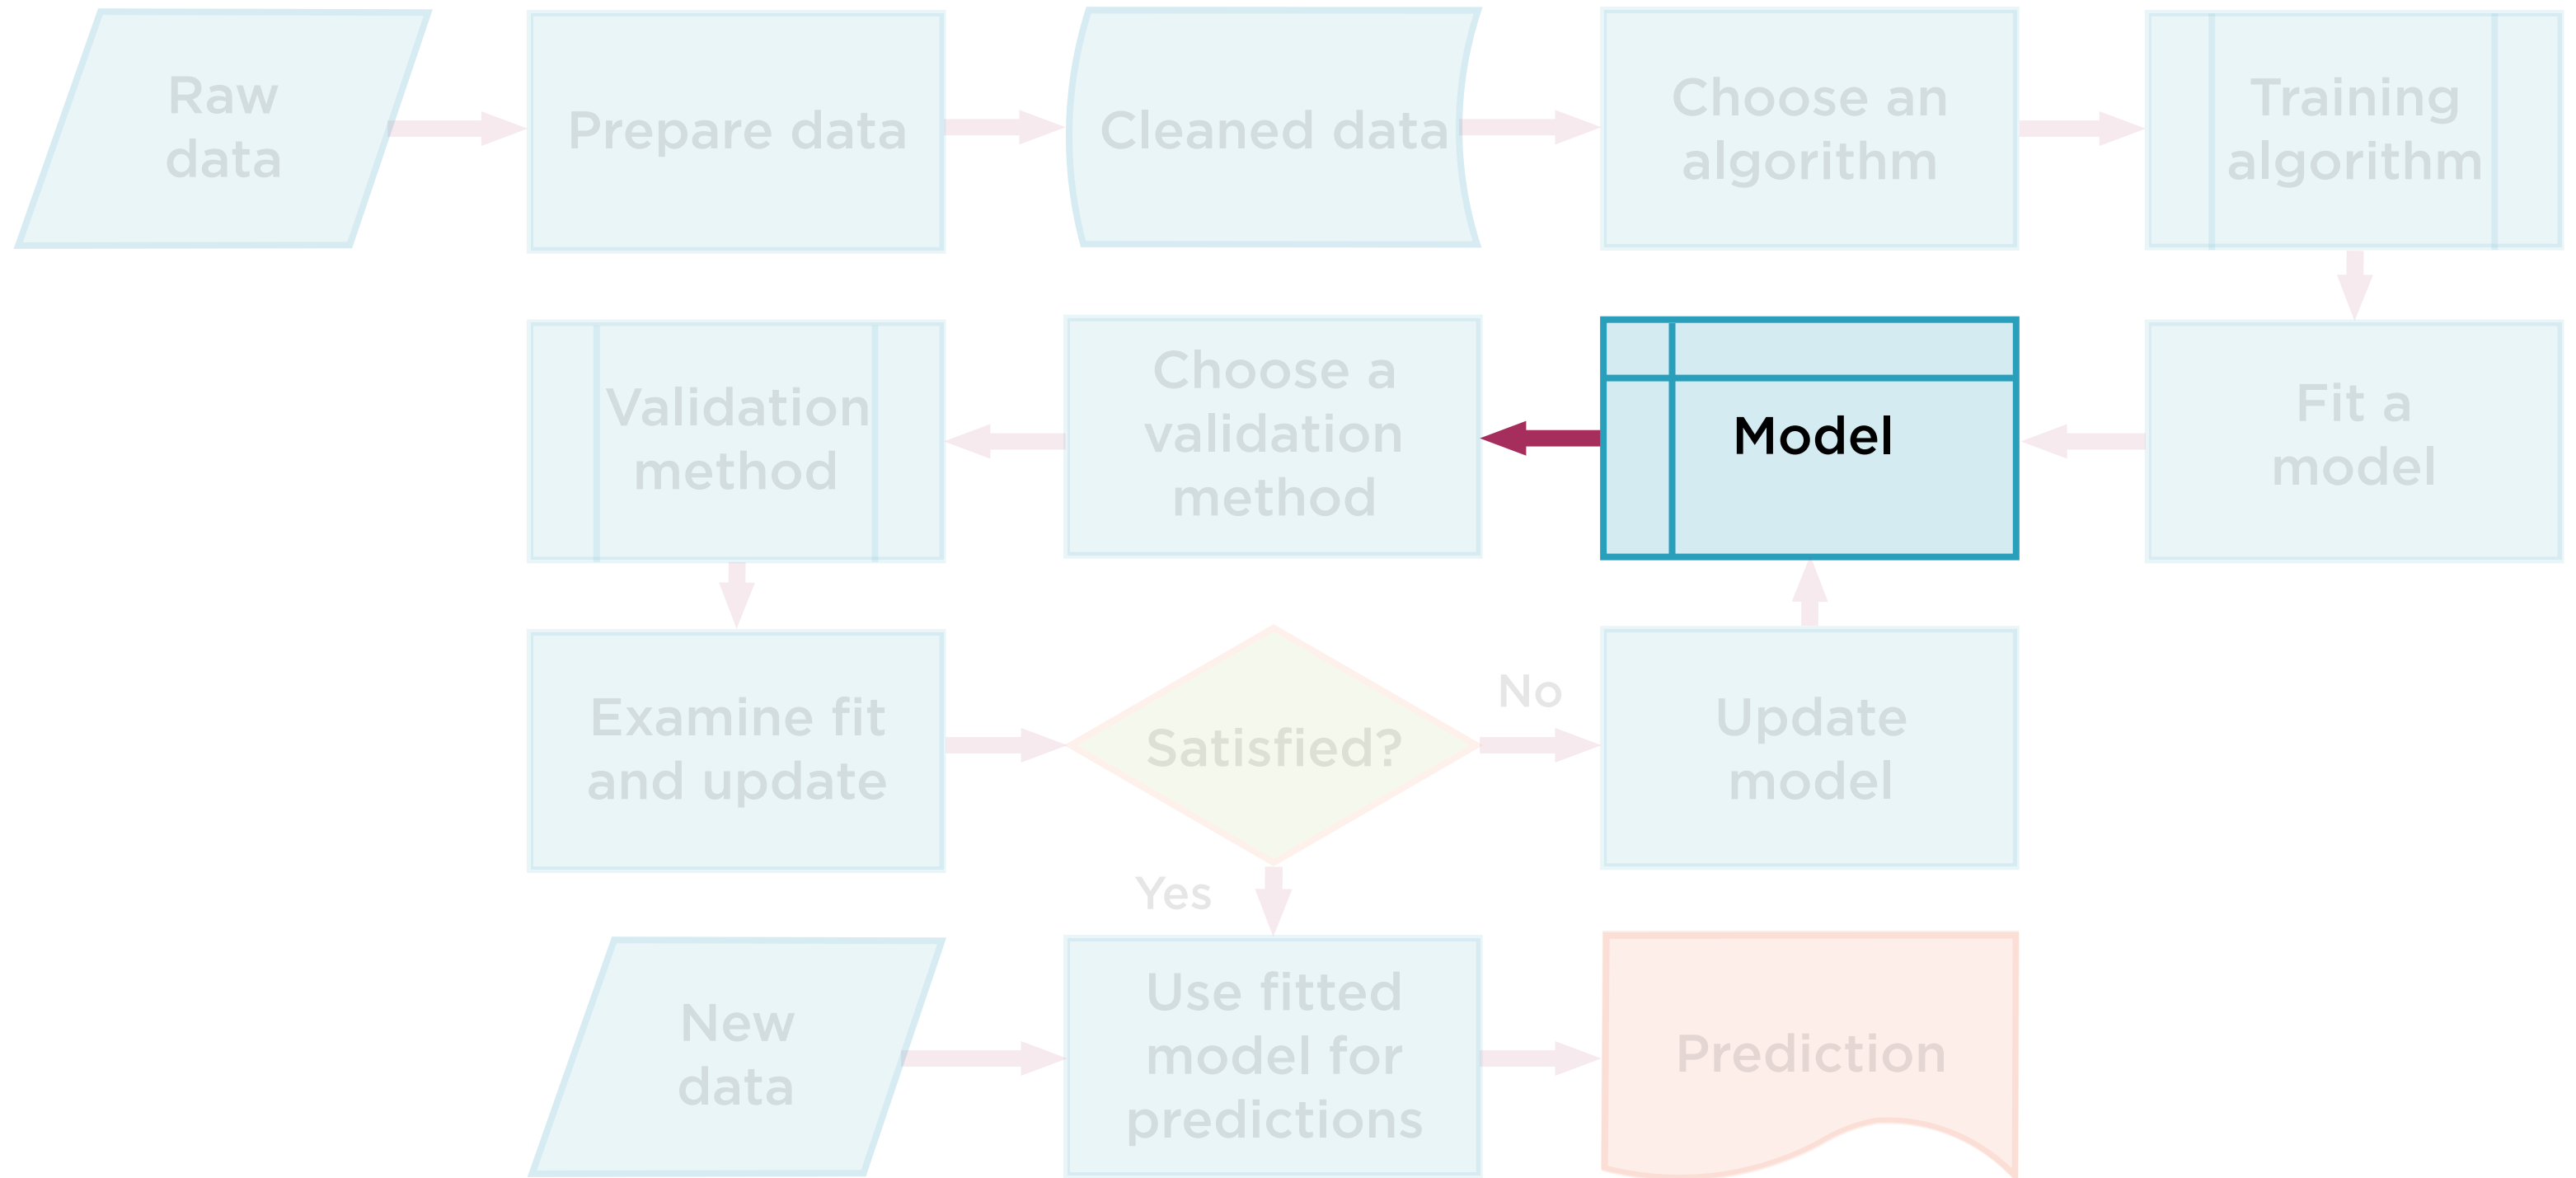 Raw
data
Prepare data
Cleaned data
Choose an
algorithm
Training
algorithm
Validation
method
Choose a
validation
method
Model
Fit a
model
Examine fit
and update
Satisfied?
No
Update
model
Yes
New
data
Use fitted
model for
predictions
Prediction